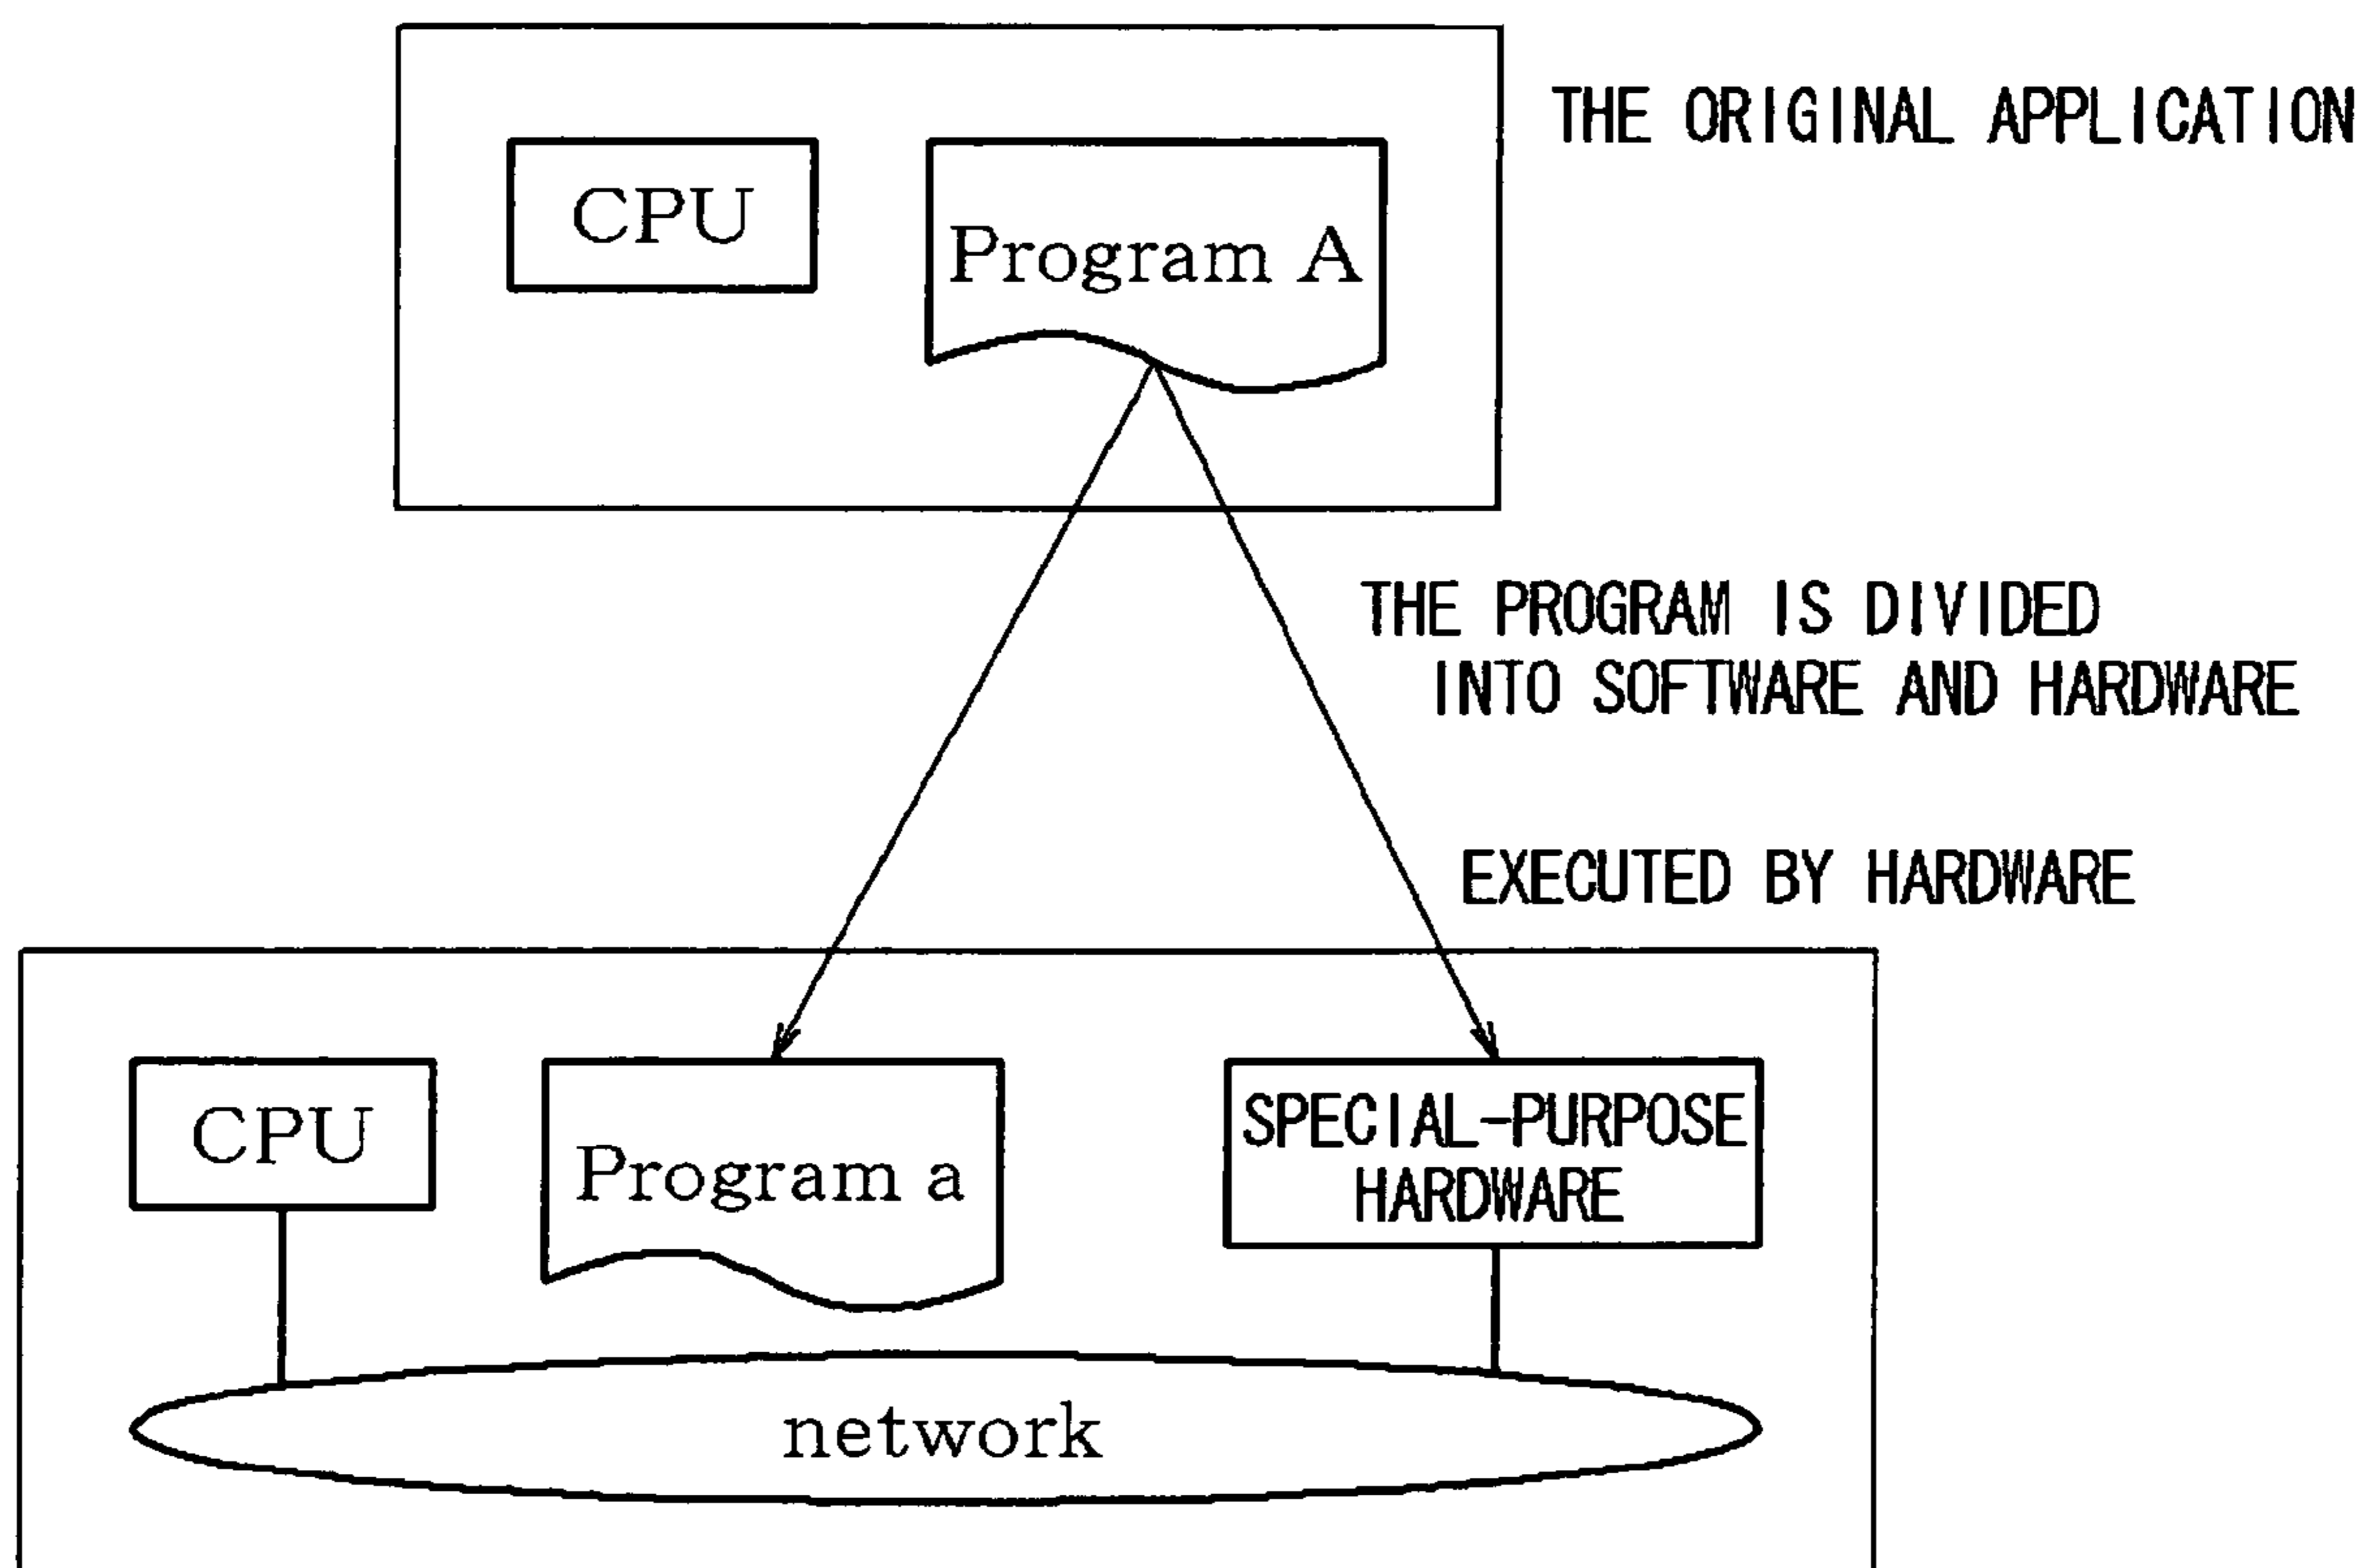 THE ORIGINAL APPLICATION
CPU
Program A
THE PROGRAM IS DIVIDED
INTO SOFTWARE AND HARDWARE
EXECUTED BY HARDWARE
CPU
Program a
SPECIAL-PURPOSE
HARDWARE
network